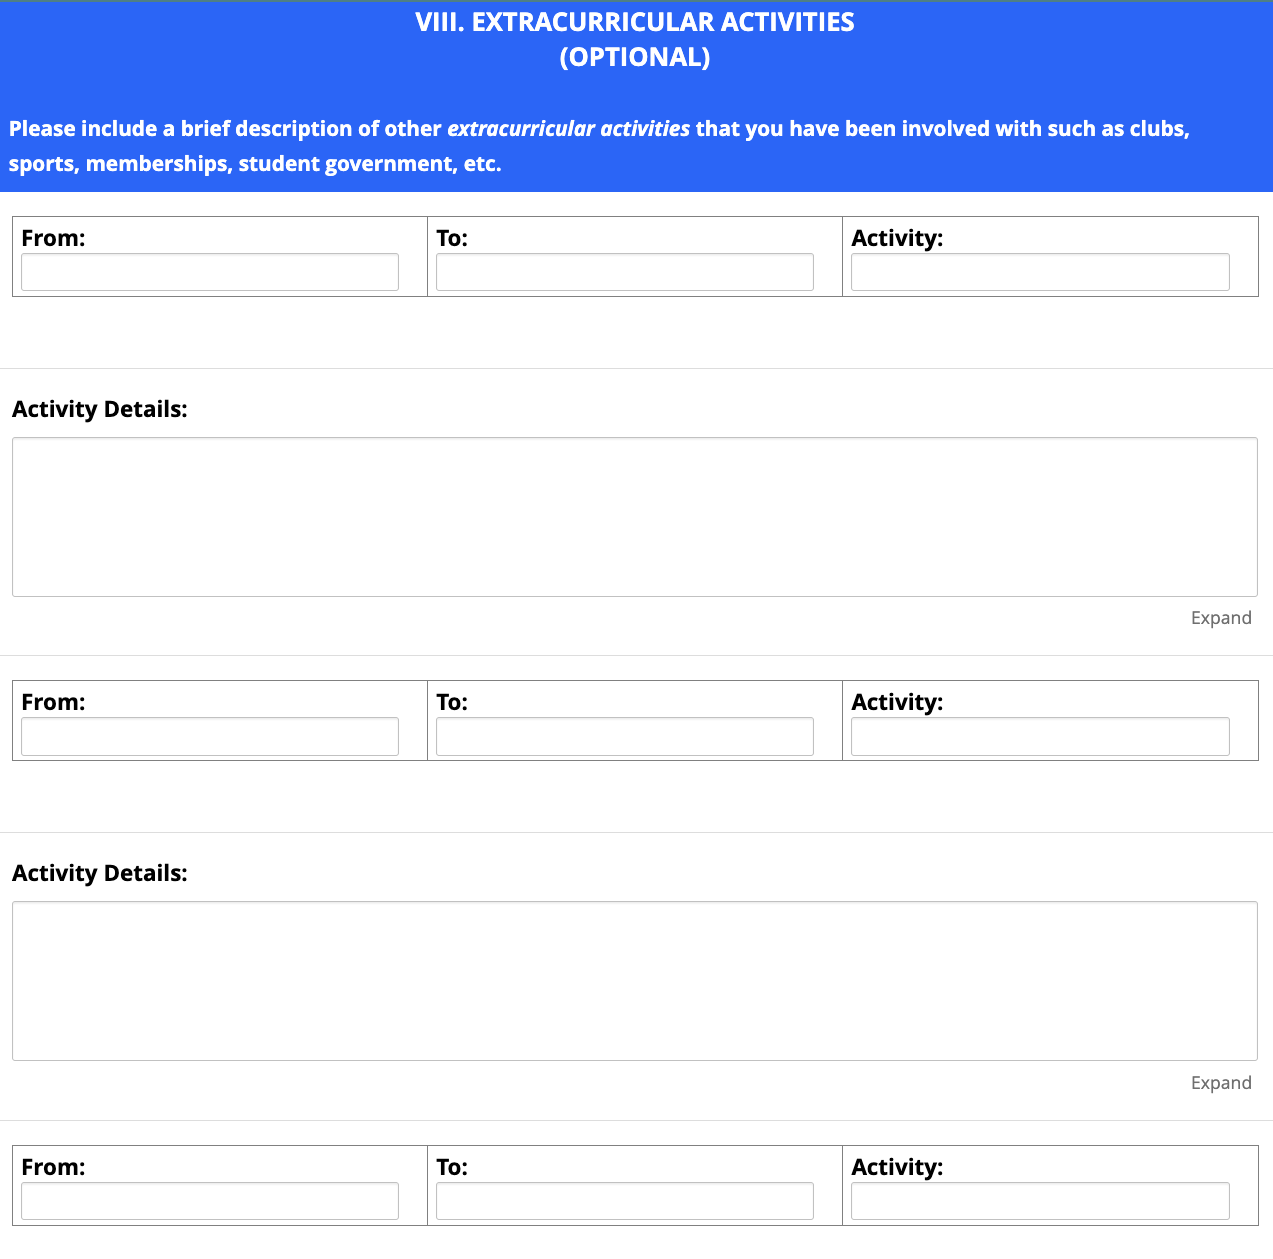 VIII. EXTRACURRICULAR ACTIVITIES
(OPTIONAL)
Please include a brief description of other extracurricular activities that you have been involved with such as clubs,
sports, memberships, student government, etc.
From: To: Activity:
Activity Details:
Expand
From: To: Activity:
Activity Details:
Expand
From: To: Activity: